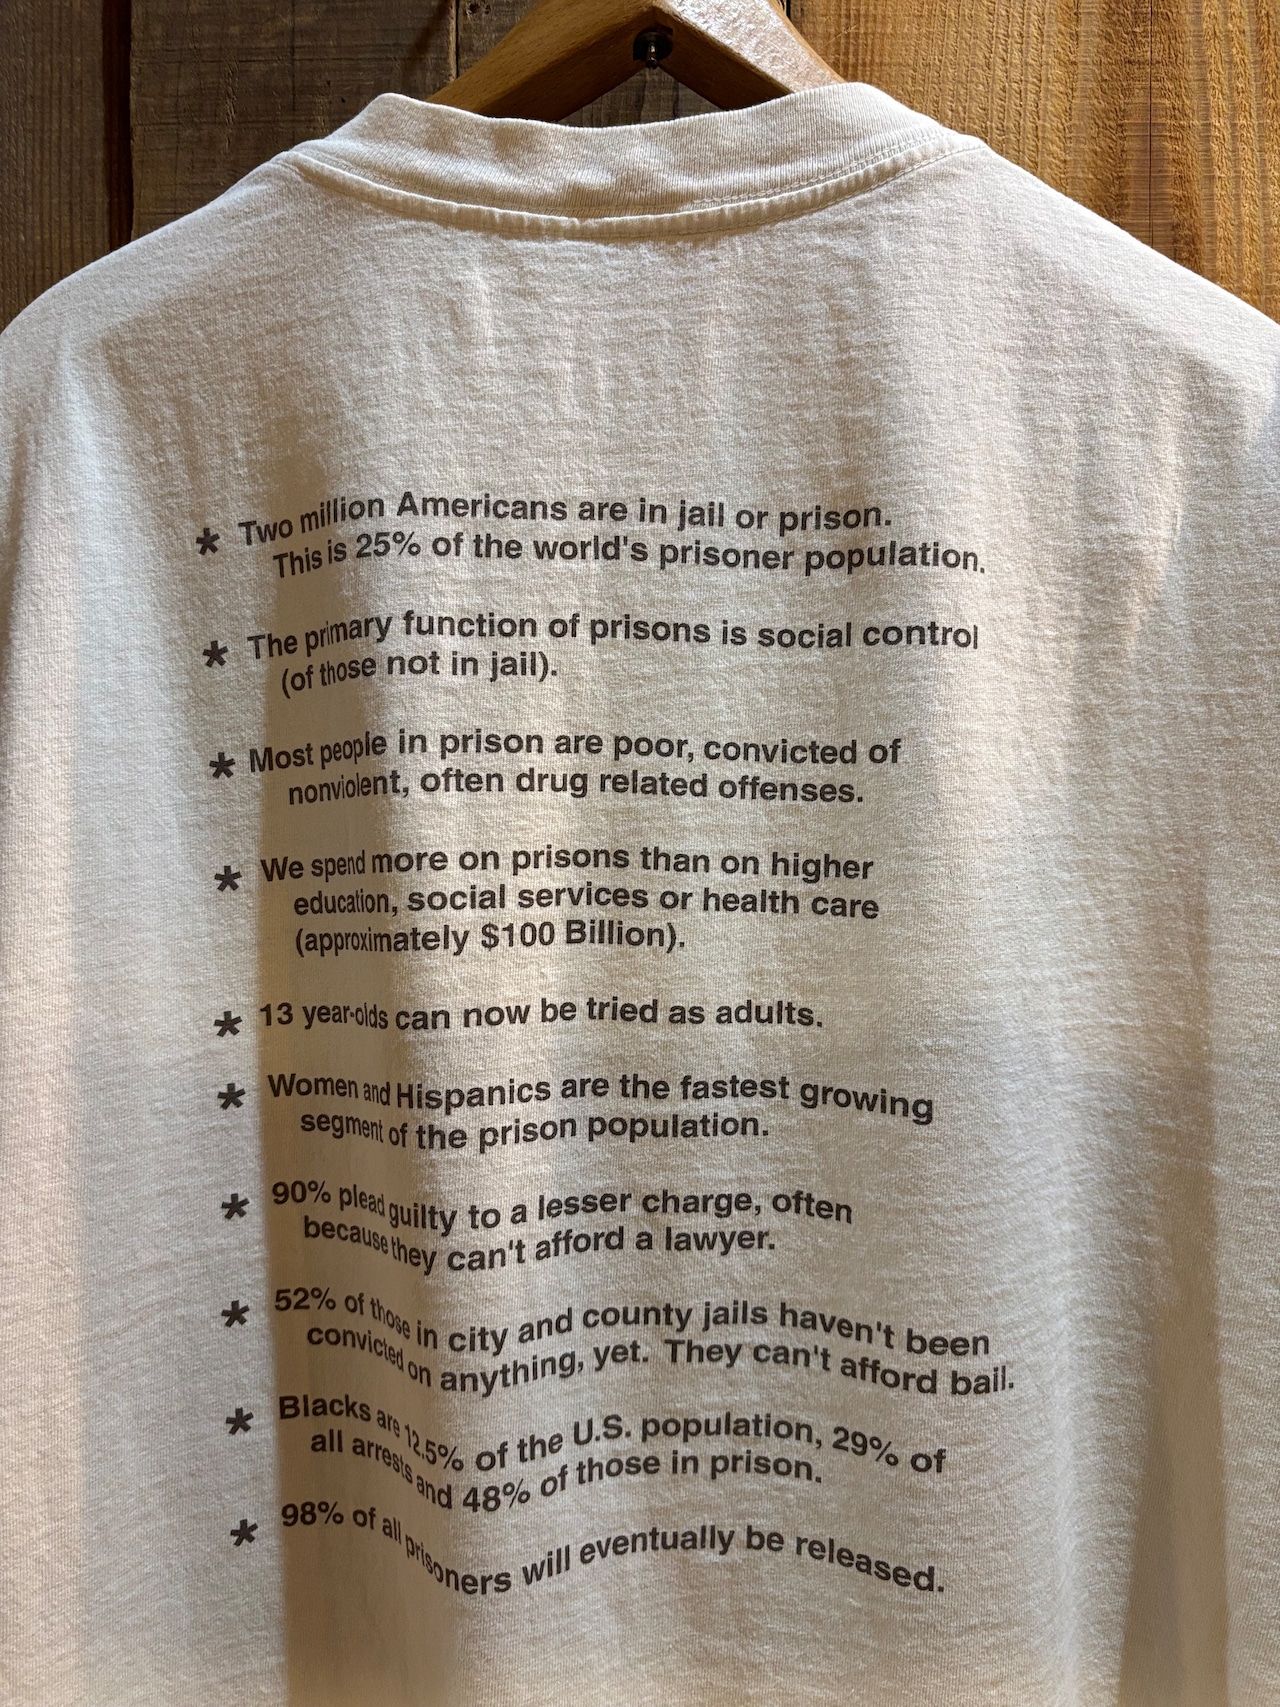 * Two million Americans are in jail or prison.
This is 25% of the world's prisoner population.
* The primary function of prisons is social control
(of those not in jail).
* Most people in prison are poor, convicted of
nonviolent, often drug related offenses.
* We spend more on prisons than on higher
education, social services or health care
(approximately $100 Billion).
* 13 year-olds can now be tried as adults.
* Women and Hispanics are the fastest growing
segment of the prison population.
* 90% plead guilty to a lesser charge, often
because they can't afford a lawyer.
* 52% of those in city and county jails haven't been
convicted on anything, yet. They can't afford bail.
* Blacks are 12.5% of the U.S. population, 29% of
all arrests and 48% of those in prison.
* 98% of all prisoners will eventually be released.